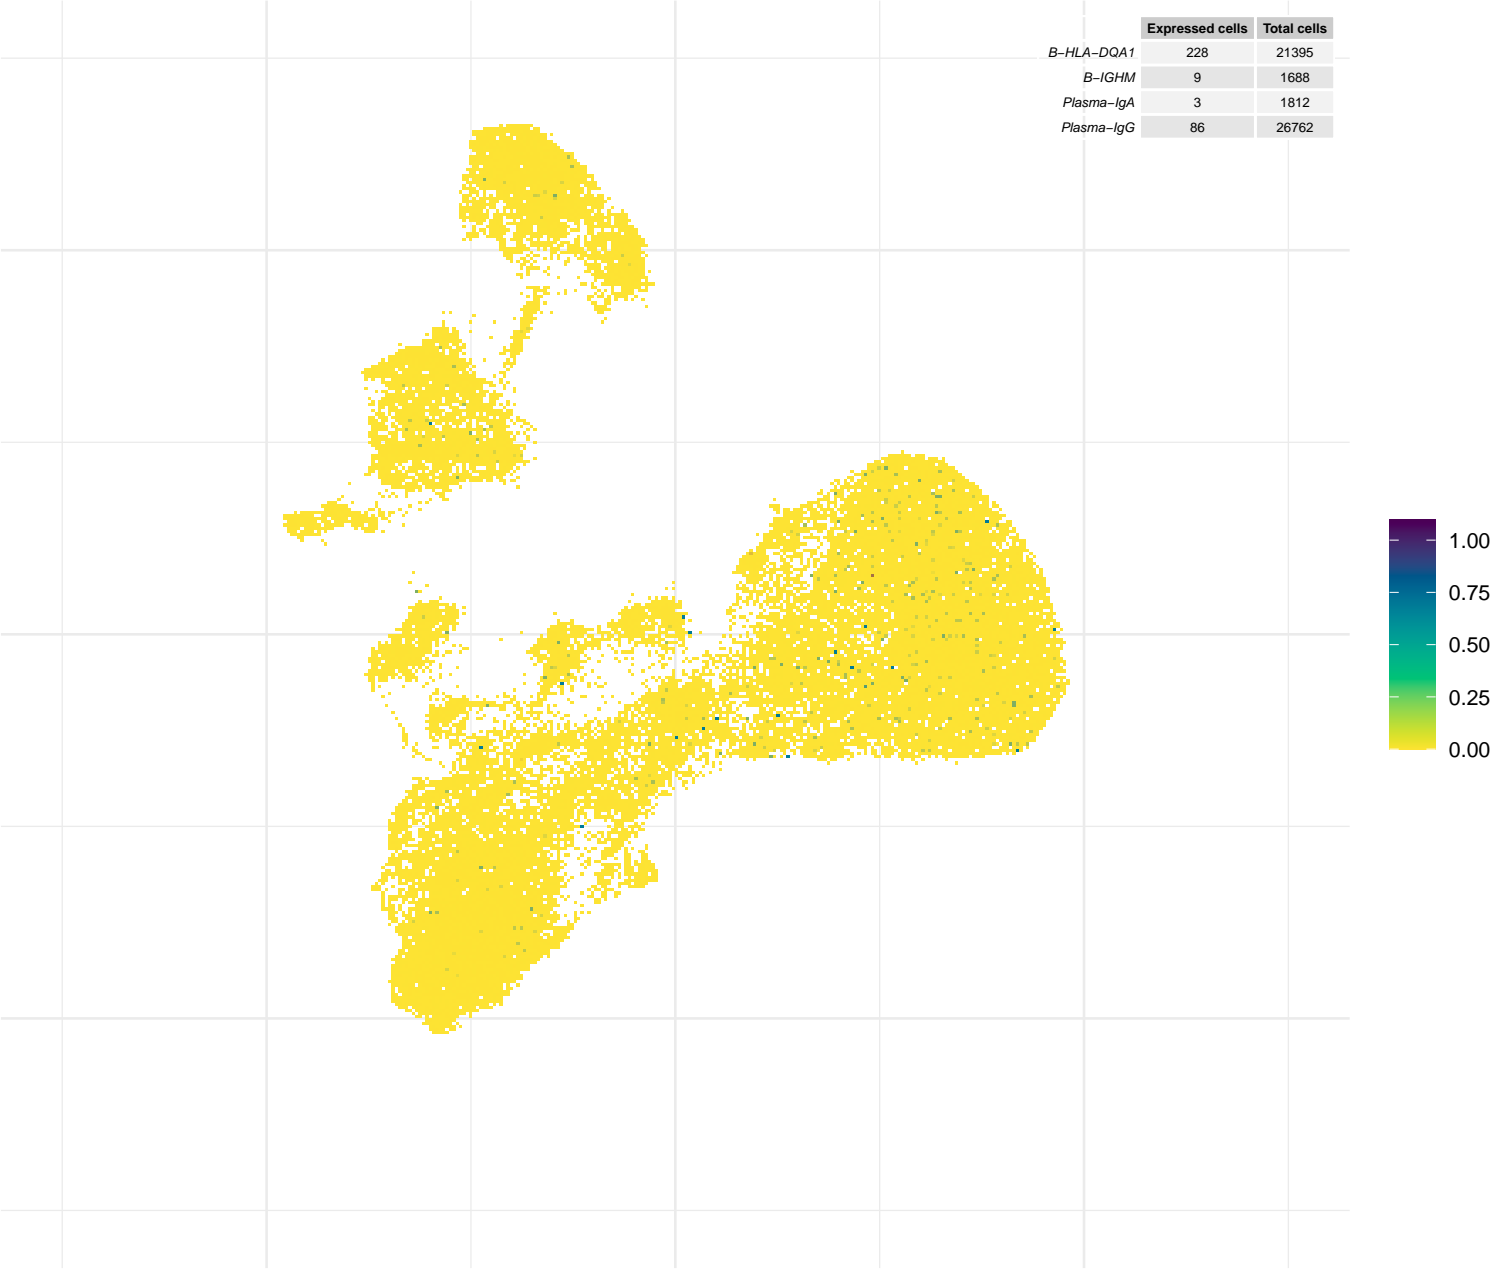 Expressed cells Total cells
B−HLA−DQA1 228 21395
B−IGHM 9 1688
Plasma−IgA 3 1812
Plasma−IgG 86 26762
1.00
0.75
0.50
0.25
0.00